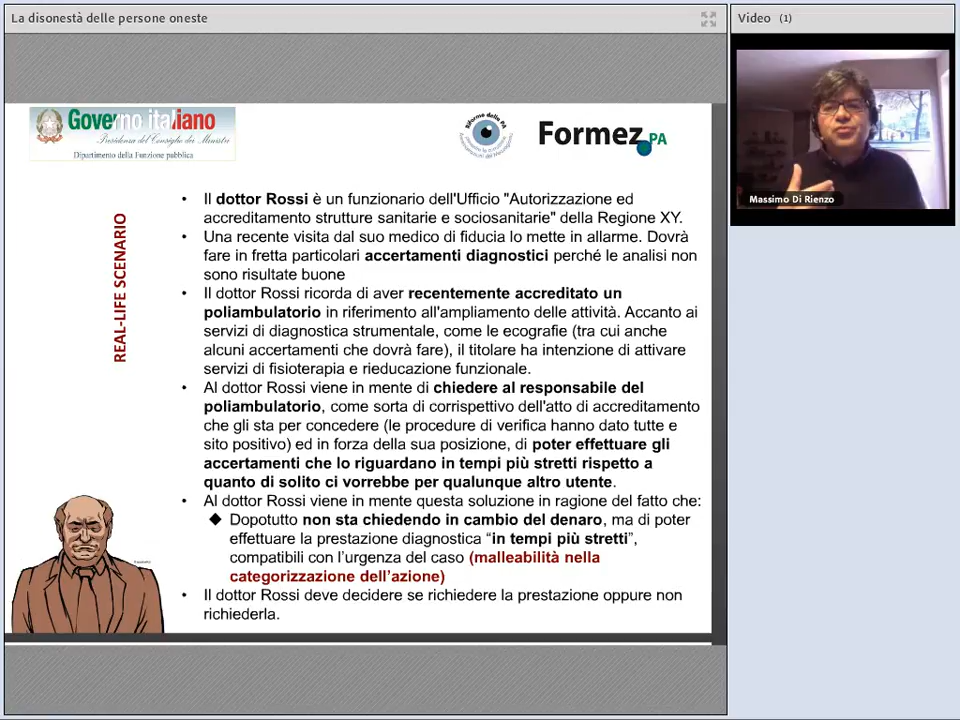 La disonestà delle persone oneste
Video (1)
Governo italiano
Presidenza del Consiglio dei Ministri
Dipartimento della Funzione pubblica
Riforma della PA
Formez PA
Massimo Di Rienzo
REAL-LIFE SCENARIO
• Il dottor Rossi è un funzionario dell'Ufficio "Autorizzazione ed
accreditamento strutture sanitarie e sociosanitarie" della Regione XY.
• Una recente visita dal suo medico di fiducia lo mette in allarme. Dovrà
fare in fretta particolari accertamenti diagnostici perché le analisi non
sono risultate buone
• Il dottor Rossi ricorda di aver recentemente accreditato un
poliambulatorio in riferimento all'ampliamento delle attività. Accanto ai
servizi di diagnostica strumentale, come le ecografie (tra cui anche
alcuni accertamenti che dovrà fare), il titolare ha intenzione di attivare
servizi di fisioterapia e rieducazione funzionale.
• Al dottor Rossi viene in mente di chiedere al responsabile del
poliambulatorio, come sorta di corrispettivo dell'atto di accreditamento
che gli sta per concedere (le procedure di verifica hanno dato tutte e
sito positivo) ed in forza della sua posizione, di poter effettuare gli
accertamenti che lo riguardano in tempi più stretti rispetto a
quanto di solito ci vorrebbe per qualunque altro utente.
• Al dottor Rossi viene in mente questa soluzione in ragione del fatto che:
◆ Dopotutto non sta chiedendo in cambio del denaro, ma di poter
effettuare la prestazione diagnostica “in tempi più stretti”,
compatibili con l’urgenza del caso (malleabilità nella
categorizzazione dell’azione)
• Il dottor Rossi deve decidere se richiedere la prestazione oppure non
richiederla.